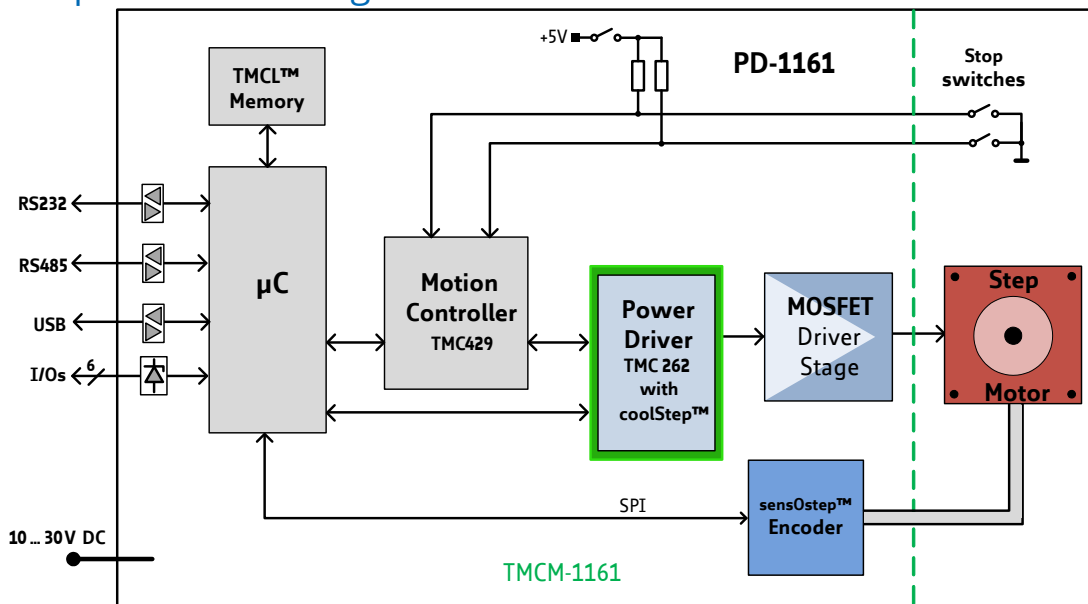 +5V
PD-1161
Stop
switches
TMCL™
Memory
RS232
RS485
USB
I/Os
6
µC
Motion
Controller
TMC429
Power
Driver
TMC 262
with
coolStep™
MOSFET
Driver
Stage
Step
Motor
SPI
sensOstep™
Encoder
10 ... 30V DC
TMCM-1161